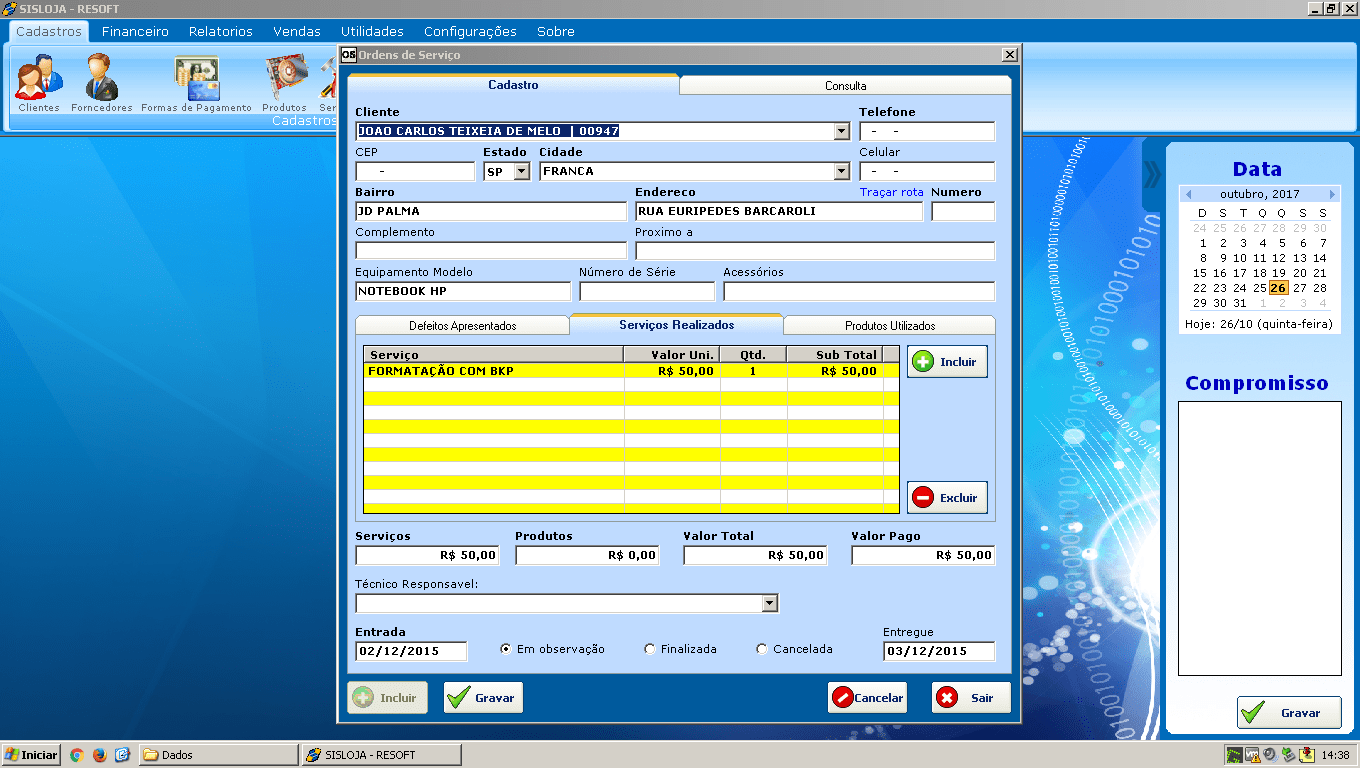 SISLOJA - RESOFT
Cadastros Financeiro Relatorios Vendas Utilidades Configurações Sobre
Clientes Forncedores Formas de Pagamento Produtos Ser
Cadastros
OS Ordens de Serviço
Cadastro Consulta
Cliente Telefone
JOAO CARLOS TEIXEIA DE MELO | 00947 - -
CEP Estado Cidade Celular
- SP FRANCA - -
Bairro Endereco Traçar rota Numero
JD PALMA RUA EURIPEDES BARCAROLI
Complemento Proximo a
Equipamento Modelo Número de Série Acessórios
NOTEBOOK HP
Defeitos Apresentados Serviços Realizados Produtos Utilizados
Serviço Valor Uni. Qtd. Sub Total
FORMATAÇÃO COM BKP R$ 50,00 1 R$ 50,00
Incluir
Excluir
Serviços Produtos Valor Total Valor Pago
R$ 50,00 R$ 0,00 R$ 50,00 R$ 50,00
Técnico Responsavel:
Entrada Entregue
02/12/2015 Em observação Finalizada Cancelada 03/12/2015
Incluir Gravar Cancelar Sair
Data
outubro, 2017
D S T Q Q S S
24 25 26 27 28 29 30
1 2 3 4 5 6 7
8 9 10 11 12 13 14
15 16 17 18 19 20 21
22 23 24 25 26 27 28
29 30 31 1 2 3 4
Hoje: 26/10 (quinta-feira)
Compromisso
Gravar
Iniciar Dados SISLOJA - RESOFT 14:38